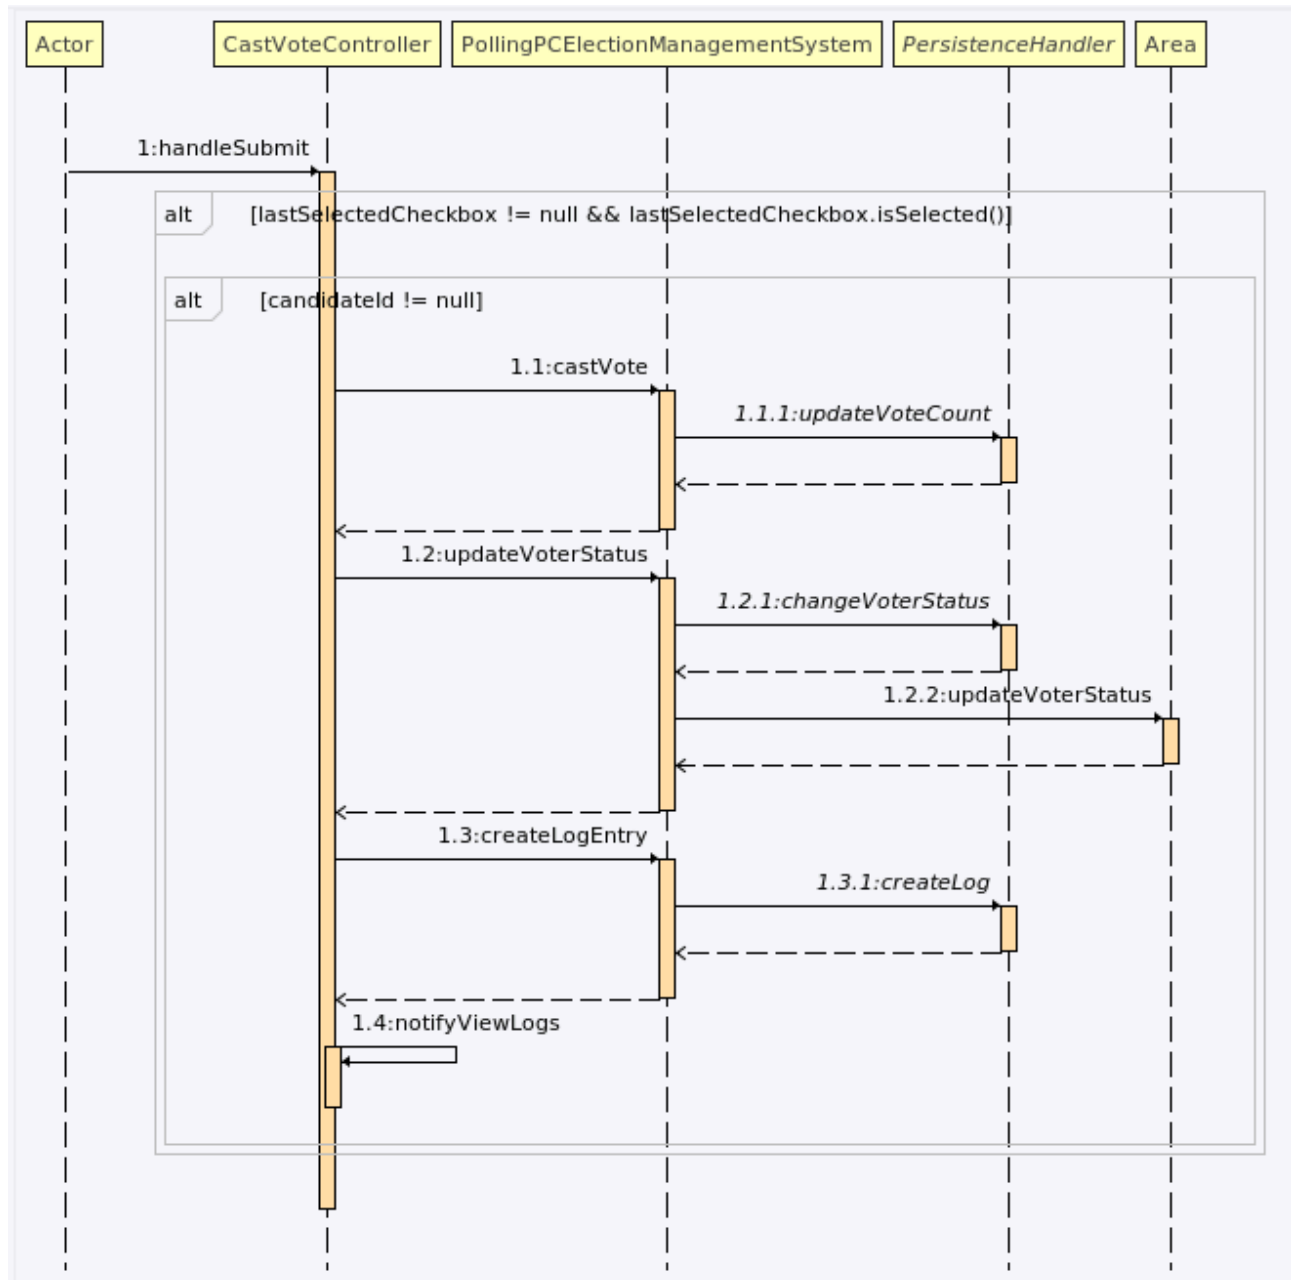 Actor
CastVoteController
PollingPCElectionManagementSystem
PersistenceHandler
Area
1:handleSubmit
alt
[lastSelectedCheckbox != null && lastSelectedCheckbox.isSelected()]
alt
[candidateId != null]
1.1:castVote
1.1.1:updateVoteCount
1.2:updateVoterStatus
1.2.1:changeVoterStatus
1.2.2:updateVoterStatus
1.3:createLogEntry
1.3.1:createLog
1.4:notifyViewLogs